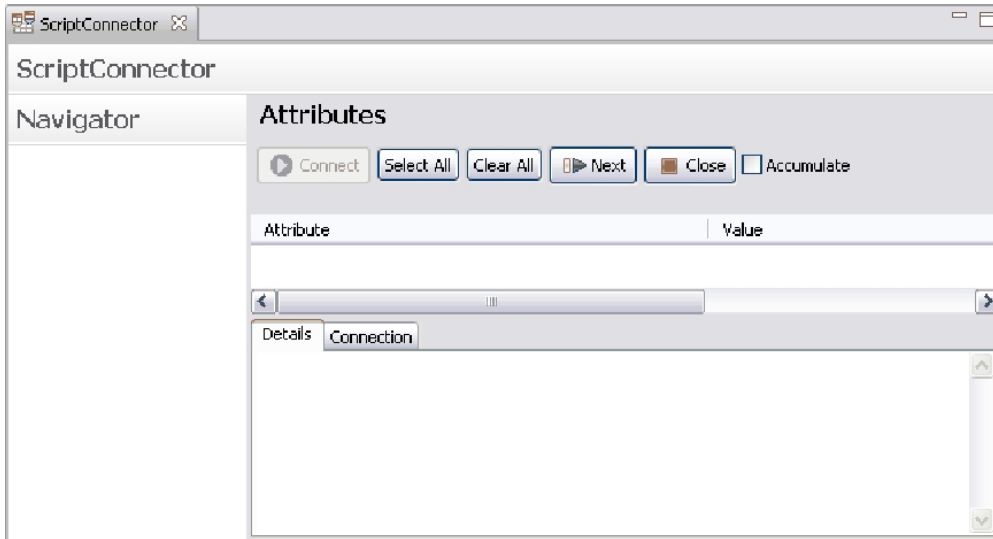 ScriptConnector
ScriptConnector
Navigator
Attributes
Connect Select All Clear All Next Close Accumulate
Attribute Value
Details Connection